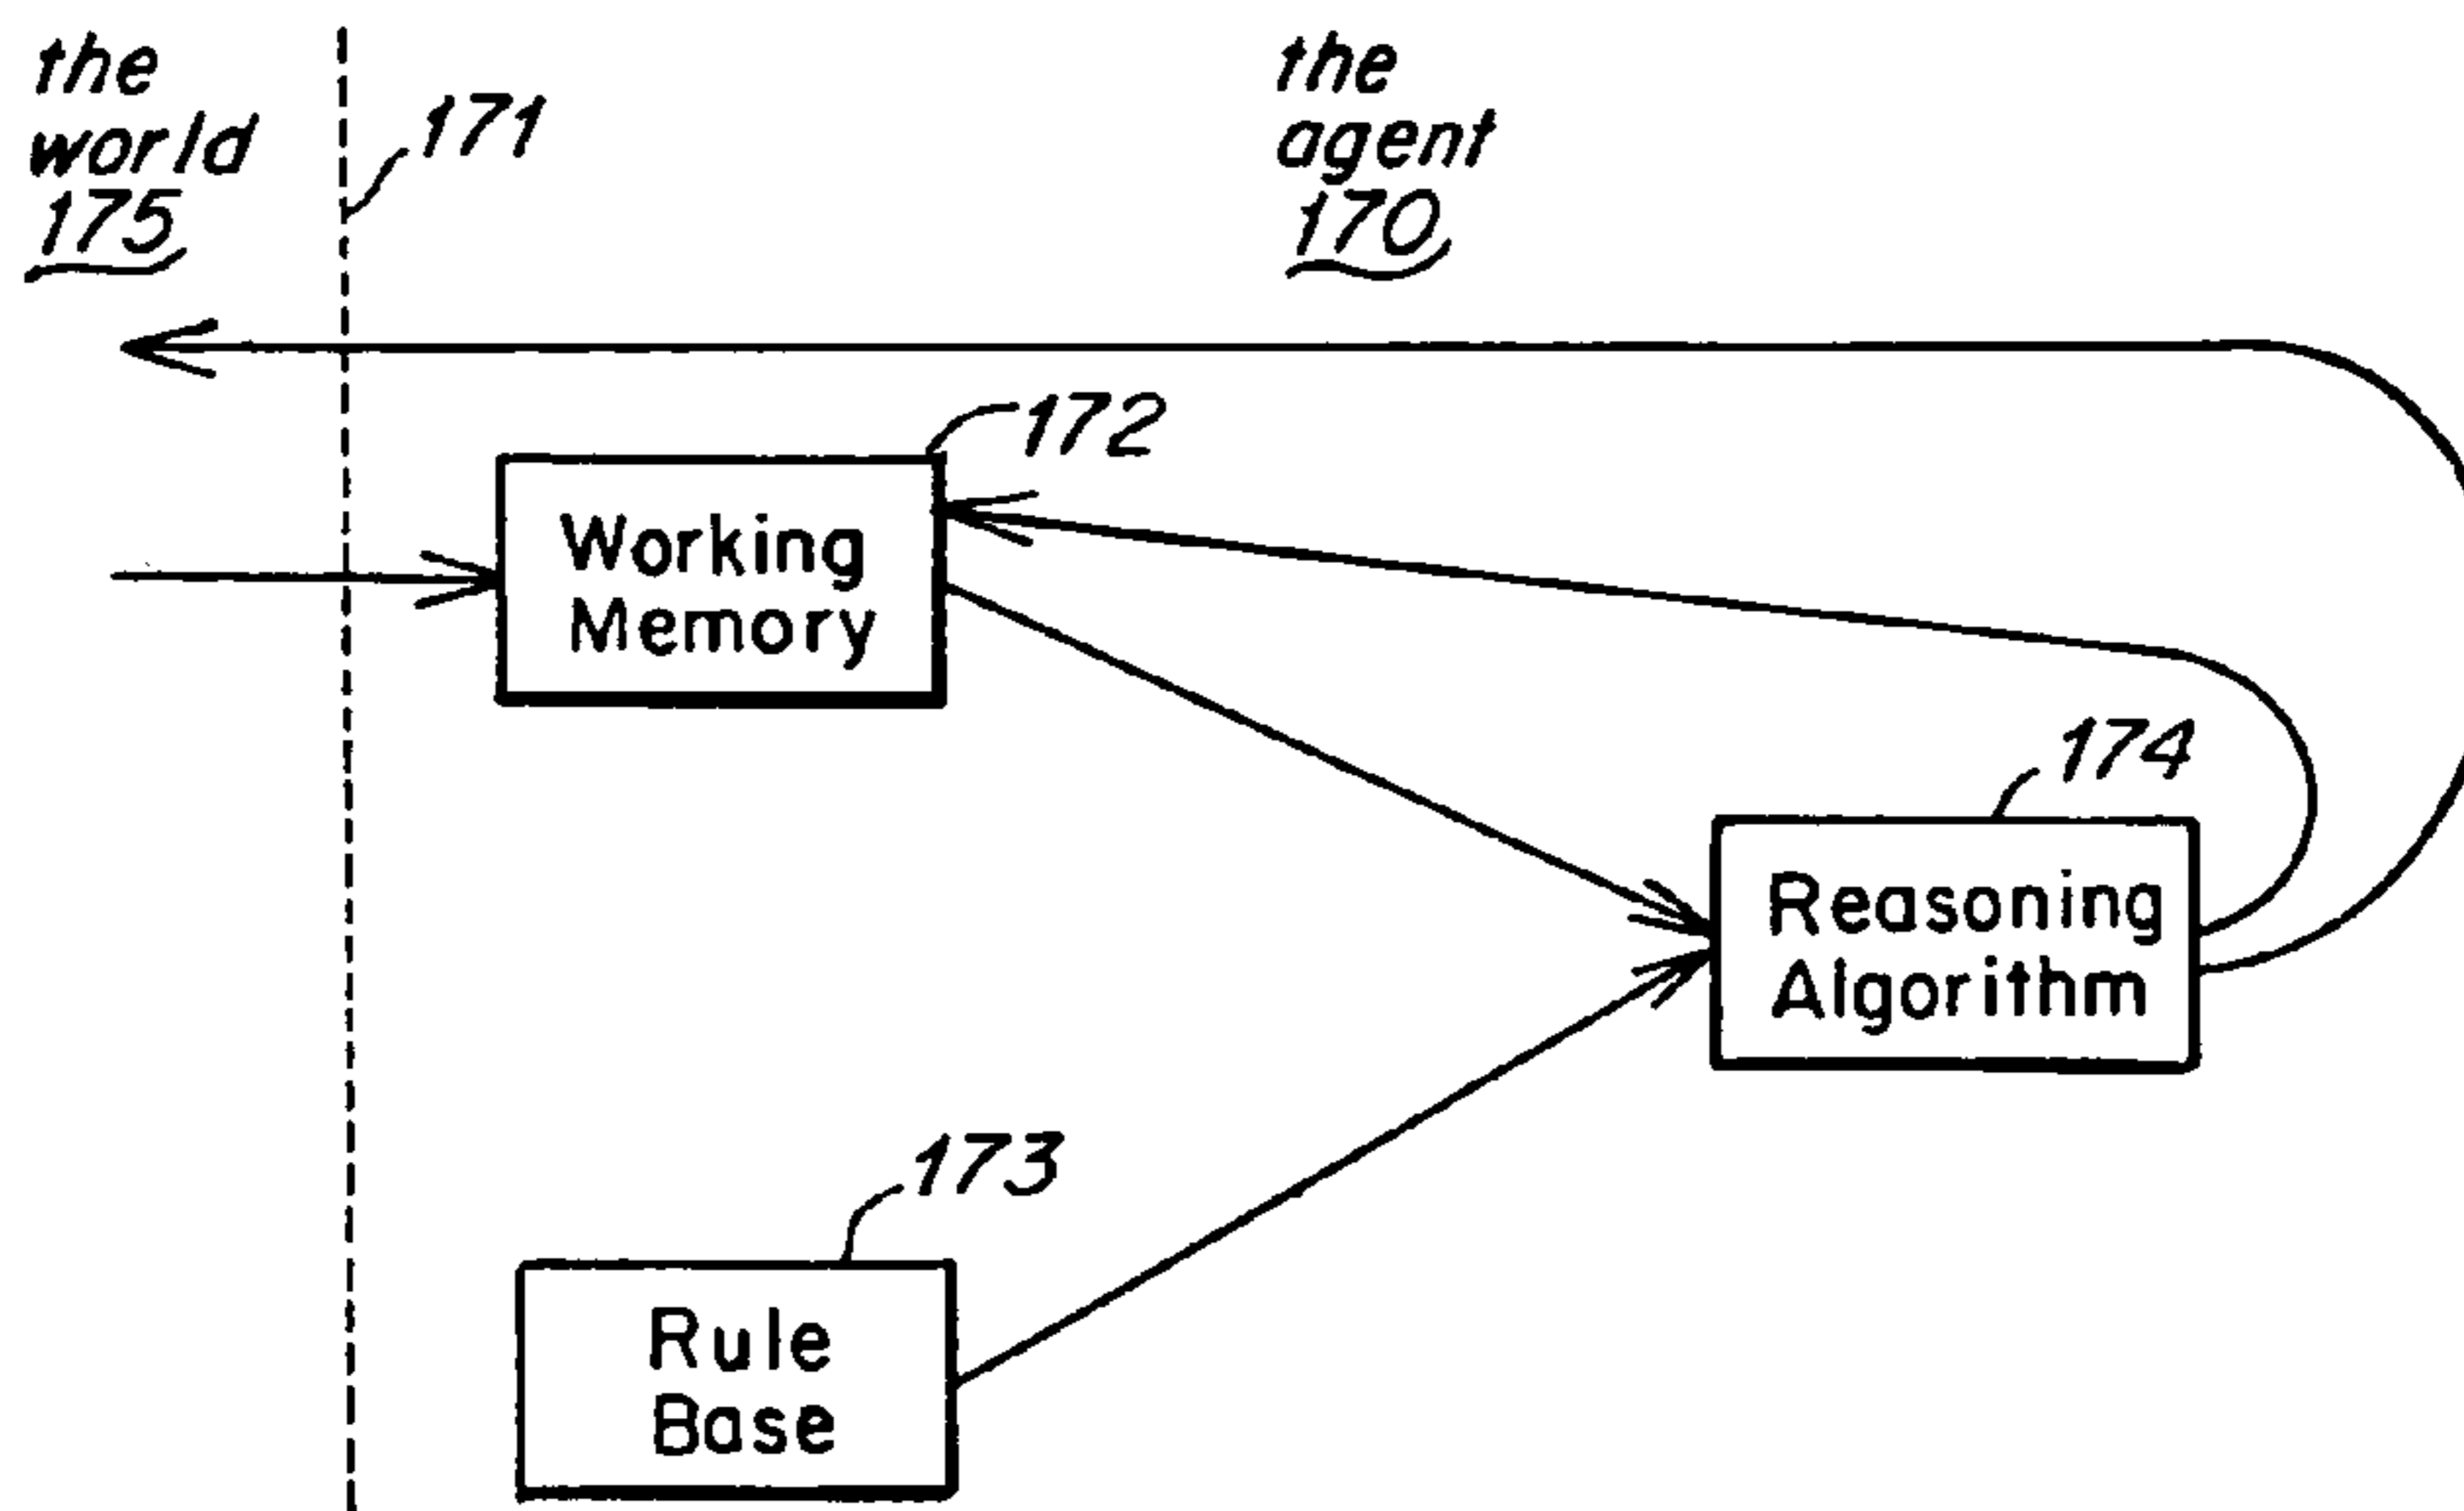 the
world
175
171
the
agent
170
172
Working
Memory
174
Reasoning
Algorithm
173
Rule
Base